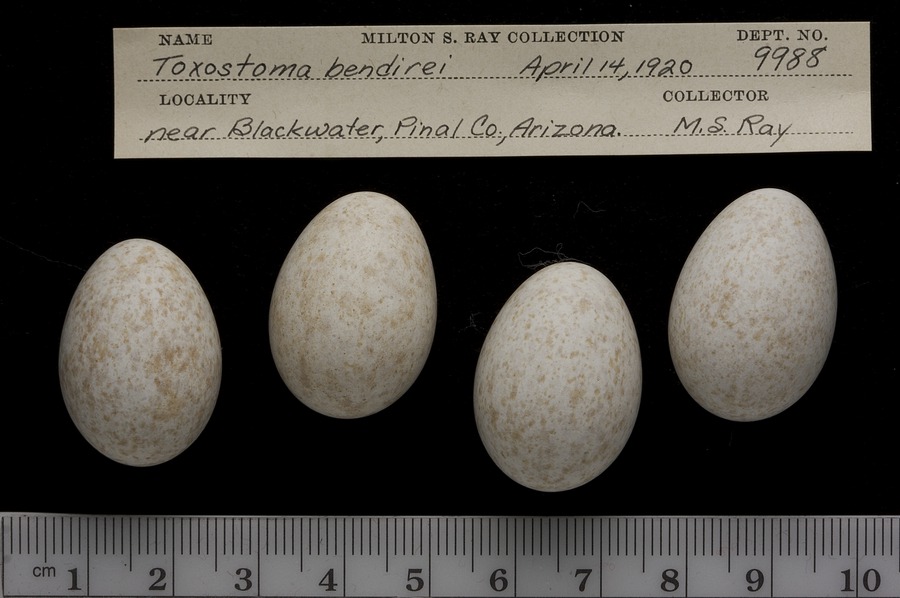 NAME MILTON S. RAY COLLECTION DEPT. NO.
Toxostoma bendirei April 14, 1920 9988
LOCALITY COLLECTOR
near Blackwater, Pinal Co., Arizona. M.S. Ray
cm 1 2 3 4 5 6 7 8 9 10